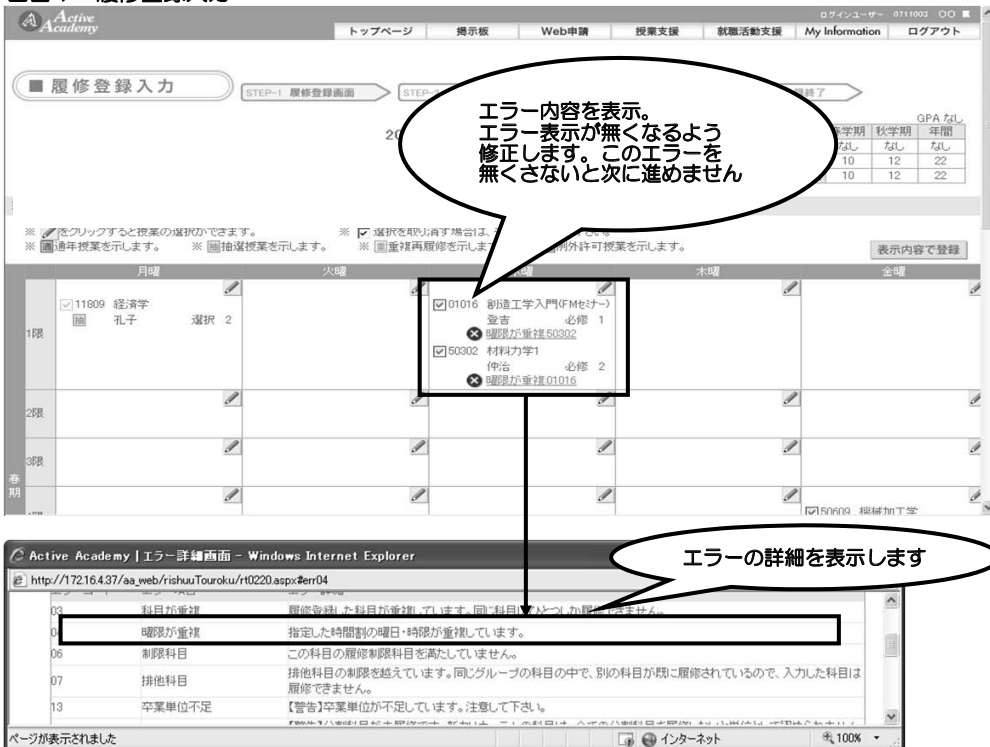 Active Academy
ログインユーザー 0711003 〇〇
トップページ 掲示板 Web申請 授業支援 就職活動支援 My Information ログアウト
■ 履修登録入力
STEP-1 履修登録画面
エラー内容を表示。
エラー表示が無くなるよう
修正します。このエラーを
無くさないと次に進めません
GPA なし
秋学期 年間
なし なし なし
10 12 22
10 12 22
※ をクリックすると授業の選択ができます。
※ 通年授業を示します。 ※ 抽選授業を示します。 ※ 重複再履修を示します
例外許可授業を示します。
表示内容で登録
月曜 火曜 木曜 金曜
春期
1限
11809 経済学
抽 孔子 選択 2
01016 創造工学入門(FMセミナー)
登吉 必修 1
曜限が重複:50302
50302 材料力学1
仲治 必修 2
曜限が重複:01016
2限
3限
50609 機械加工学
Active Academy | エラー詳細画面 - Windows Internet Explorer
エラーの詳細を表示します
http://172.16.4.37/aa_web/rishuuTouroku/rt0220.aspx#err04
03 科目が重複 履修登録した科目が重複しています。同じ科目はひとつしか履修できません。
曜限が重複 指定した時間割の曜日・時限が重複しています。
06 制限科目 この科目の履修制限科目を満たしていません。
07 排他科目 排他科目の制限を越えています。同じグループの科目の中で、別の科目が既に履修されているので、入力した科目は
履修できません。
13 卒業単位不足 【警告】卒業単位が不足しています。注意して下さい。
ページが表示されました インターネット 100%